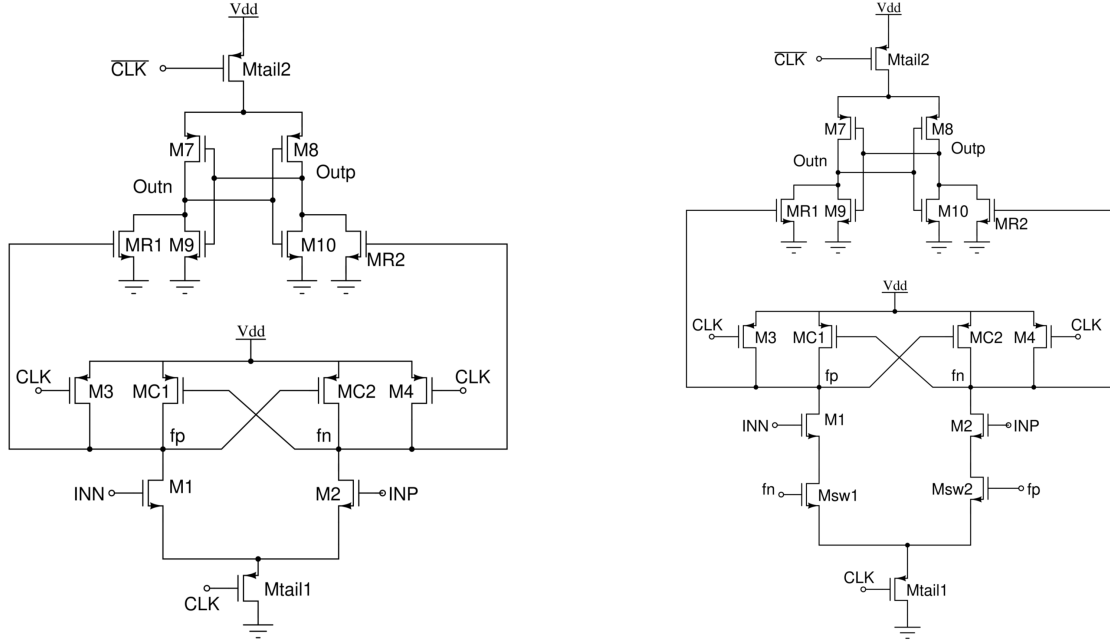 Vdd
CLK
Mtail2
M7
M8
Outn
Outp
MR1
M9
M10
MR2
Vdd
CLK
M3
MC1
MC2
M4
CLK
fp
fn
INN
M1
M2
INP
CLK
Mtail1
Vdd
CLK
Mtail2
M7
M8
Outn
Outp
MR1
M9
M10
MR2
Vdd
CLK
M3
MC1
MC2
M4
CLK
fp
fn
INN
M1
M2
INP
fn
Msw1
Msw2
fp
CLK
Mtail1